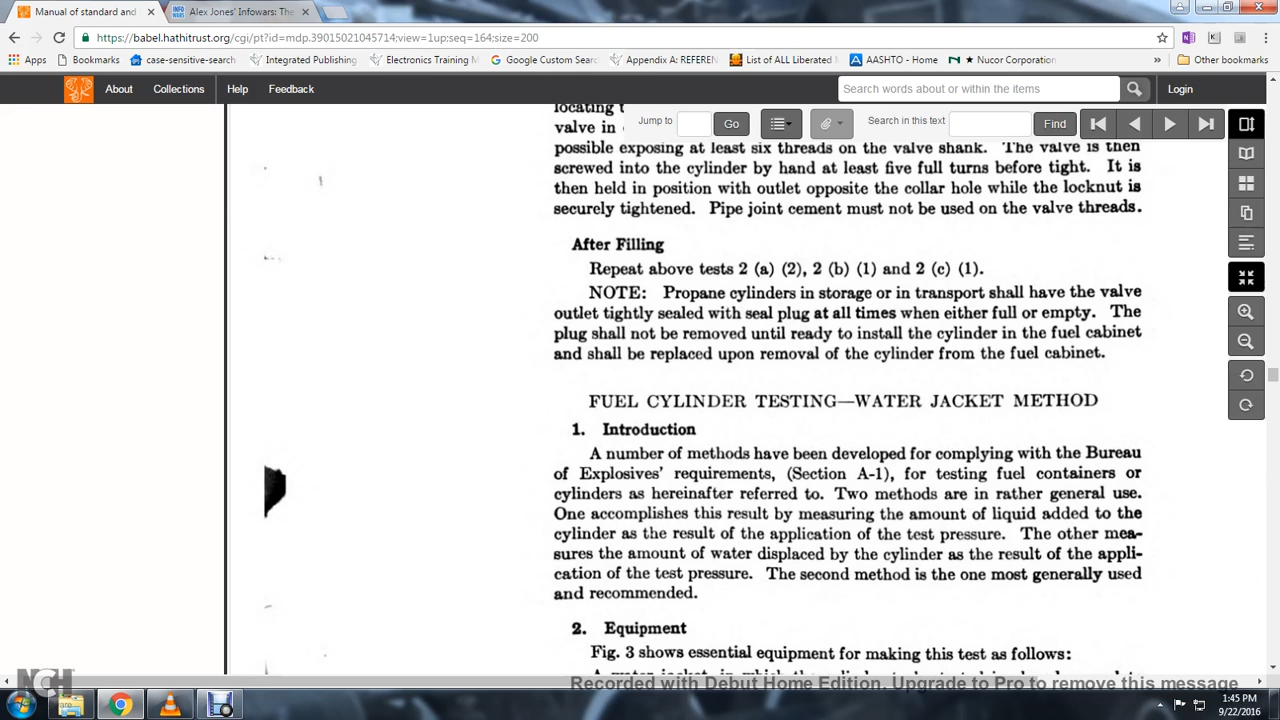 Manual of standard and
Alex Jones' Infowars: The
https://babel.hathitrust.org/cgi/pt?id=mdp.39015021045714;view=1up;seq=164;size=200
Apps
Bookmarks
case-sensitive-search
Integrated Publishing
Electronics Training M
Google Custom Searc
Appendix A: REFEREN
List of ALL Liberated
AASHTO - Home
N ★ Nucor Corporation
»
Other bookmarks
About
Collections
Help
Feedback
Search words about or within the items
Login
Jump to
Go
Search in this text
Find
locating t
valve in
possible exposing at least six threads on the valve shank. The valve is then
screwed into the cylinder by hand at least five full turns before tight. It is
then held in position with outlet opposite the collar hole while the locknut is
securely tightened. Pipe joint cement must not be used on the valve threads.
After Filling
Repeat above tests 2 (a) (2), 2 (b) (1) and 2 (c) (1).
NOTE: Propane cylinders in storage or in transport shall have the valve
outlet tightly sealed with seal plug at all times when either full or empty. The
plug shall not be removed until ready to install the cylinder in the fuel cabinet
and shall be replaced upon removal of the cylinder from the fuel cabinet.
FUEL CYLINDER TESTING—WATER JACKET METHOD
1. Introduction
A number of methods have been developed for complying with the Bureau
of Explosives' requirements, (Section A-1), for testing fuel containers or
cylinders as hereinafter referred to. Two methods are in rather general use.
One accomplishes this result by measuring the amount of liquid added to the
cylinder as the result of the application of the test pressure. The other mea-
sures the amount of water displaced by the cylinder as the result of the appli-
cation of the test pressure. The second method is the one most generally used
and recommended.
2. Equipment
Fig. 3 shows essential equipment for making this test as follows:
Recorded with Debut Home Edition. Upgrade to Pro to remove this message
NCH
1:45 PM
9/22/2016